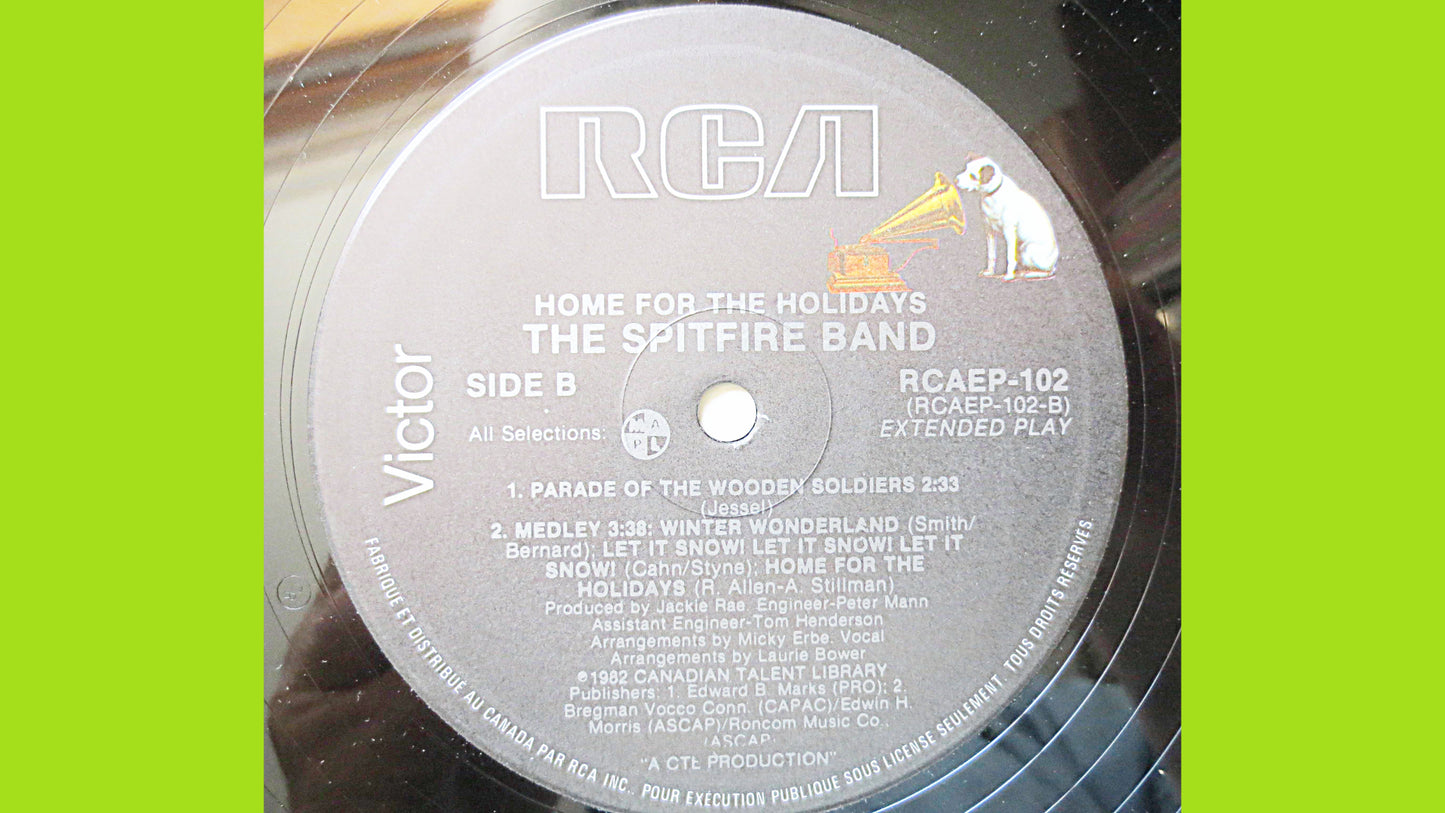 RCA
HOME FOR THE HOLIDAYS
THE SPITFIRE BAND
Victor
SIDE B
RCAEP-102
(RCAEP-102-B)
EXTENDED PLAY
All Selections:
M A P L
1. PARADE OF THE WOODEN SOLDIERS 2:33
(Jessel)
2. MEDLEY 3:38: WINTER WONDERLAND (Smith/
Bernard); LET IT SNOW! LET IT SNOW! LET IT
SNOW! (Cahn/Styne); HOME FOR THE
HOLIDAYS (R. Allen-A. Stillman)
Produced by Jackie Rae. Engineer-Peter Mann
Assistant Engineer-Tom Henderson
Arrangements by Micky Erbe. Vocal
Arrangements by Laurie Bower
℗1982 CANADIAN TALENT LIBRARY
Publishers: 1. Edward B. Marks (PRO); 2.
Bregman Vocco Conn. (CAPAC)/Edwin H.
Morris (ASCAP)/Roncom Music Co.,
(ASCAP)
"A CTL PRODUCTION"
FABRIQUE ET DISTRIBUÉ AU CANADA PAR RCA INC.. POUR EXÉCUTION PUBLIQUE SOUS LICENSE SEULEMENT. TOUS DROITS RESERVES.